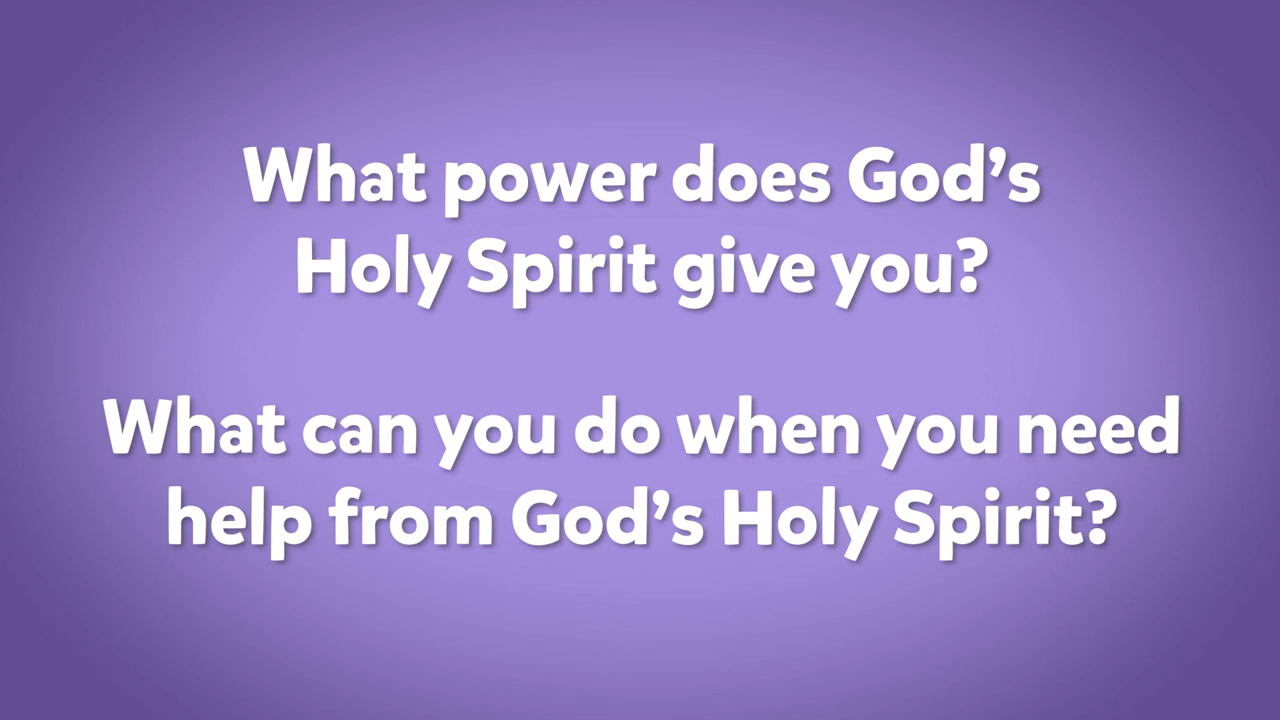 What power does God’s
Holy Spirit give you?
What can you do when you need
help from God’s Holy Spirit?